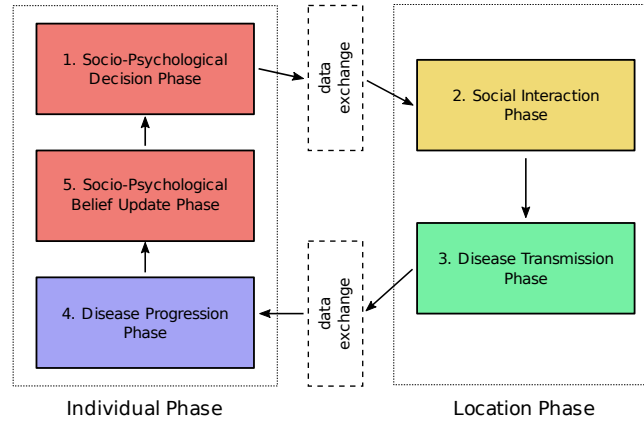 1. Socio-Psychological
Decision Phase
data
exchange
2. Social Interaction
Phase
5. Socio-Psychological
Belief Update Phase
3. Disease Transmission
Phase
4. Disease Progression
Phase
data
exchange
Individual Phase
Location Phase